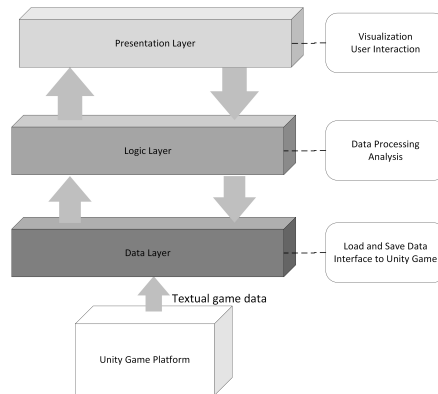 Presentation Layer
Visualization
User Interaction
Logic Layer
Data Processing
Analysis
Data Layer
Load and Save Data
Interface to Unity Game
Textual game data
Unity Game Platform